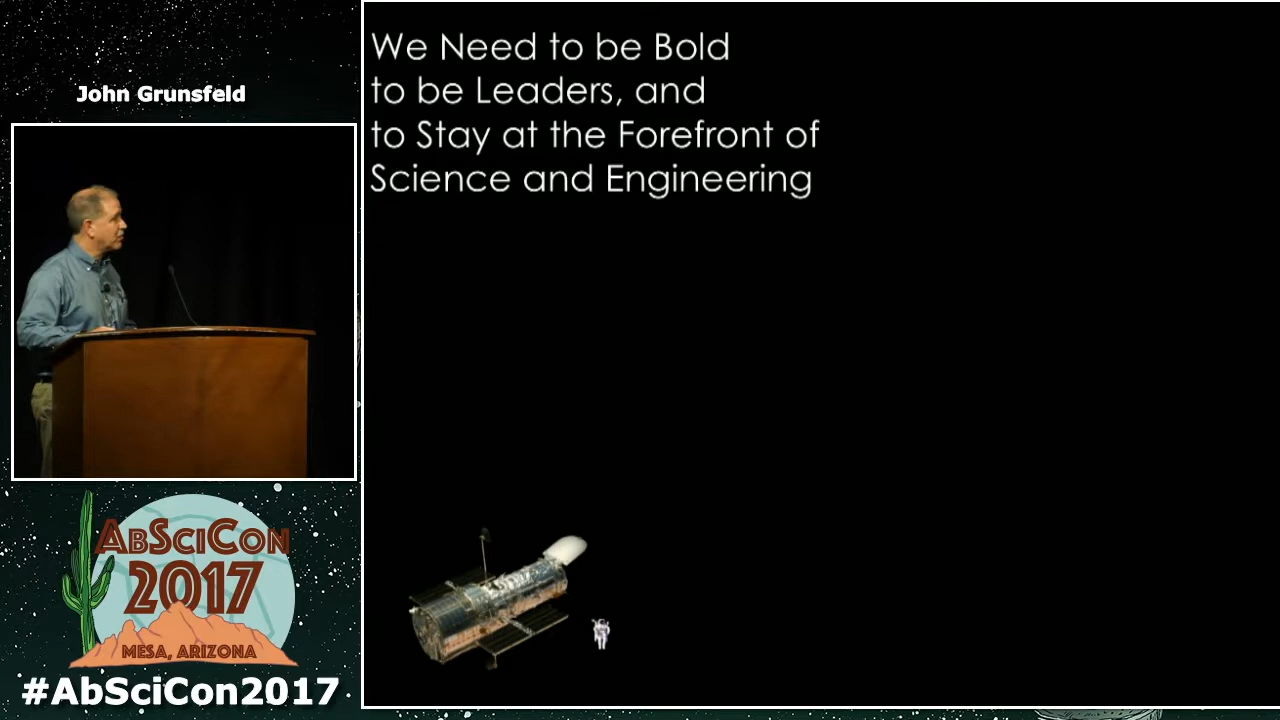 John Grunsfeld
We Need to be Bold
to be Leaders, and
to Stay at the Forefront of
Science and Engineering
AbSciCon
2017
MESA, ARIZONA
#AbSciCon2017